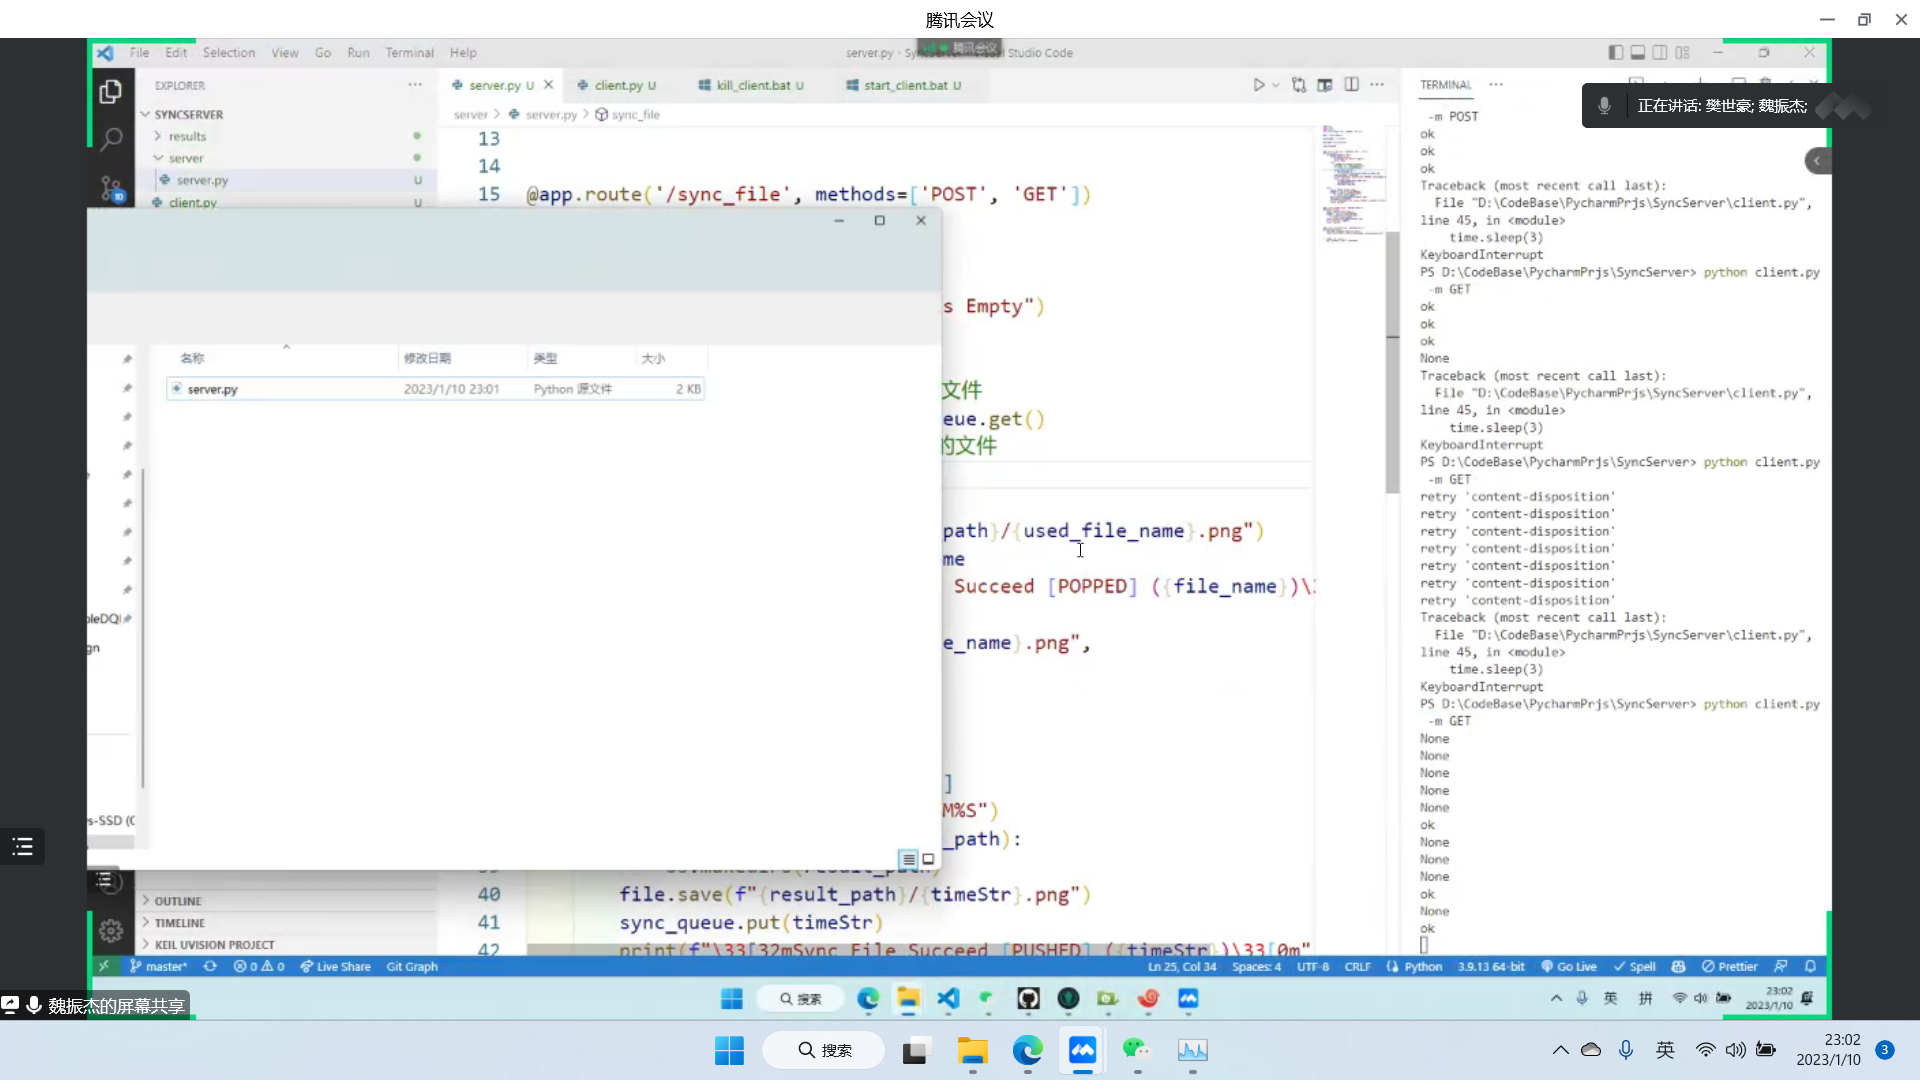 腾讯会议
File Edit Selection View Go Run Terminal Help
server.py - Sy
l Studio Code
腾讯会议
EXPLORER
SYNCSERVER
results
server
server.py U
client.py U
server.py U
client.py U
kill_client.bat U
start_client.bat U
server > server.py > sync_file
13
14
15 @app.route('/sync_file', methods=['POST', 'GET'])
s Empty")
文件
eue.get()
的文件
path}/{used_file_name}.png")
me
Succeed [POPPED] ({file_name})\
e_name}.png",
]
M%S")
_path):
40 file.save(f"{result_path}/{timeStr}.png")
41 sync_queue.put(timeStr)
42 print(f"\33[32mSync File Succeed [PUSHED] ({timeStr})\33[0m"
名称 修改日期 类型 大小
server.py 2023/1/10 23:01 Python 源文件 2 KB
bleDQl
gn
s-SSD (C
OUTLINE
TIMELINE
KEIL UVISION PROJECT
TERMINAL
正在讲话: 樊世豪; 魏振杰;
-m POST
ok
ok
ok
Traceback (most recent call last):
File "D:\CodeBase\PycharmPrjs\SyncServer\client.py",
line 45, in <module>
time.sleep(3)
KeyboardInterrupt
PS D:\CodeBase\PycharmPrjs\SyncServer> python client.py
-m GET
ok
ok
ok
None
Traceback (most recent call last):
File "D:\CodeBase\PycharmPrjs\SyncServer\client.py",
line 45, in <module>
time.sleep(3)
KeyboardInterrupt
PS D:\CodeBase\PycharmPrjs\SyncServer> python client.py
-m GET
retry 'content-disposition'
retry 'content-disposition'
retry 'content-disposition'
retry 'content-disposition'
retry 'content-disposition'
retry 'content-disposition'
retry 'content-disposition'
Traceback (most recent call last):
File "D:\CodeBase\PycharmPrjs\SyncServer\client.py",
line 45, in <module>
time.sleep(3)
KeyboardInterrupt
PS D:\CodeBase\PycharmPrjs\SyncServer> python client.py
-m GET
None
None
None
None
None
ok
None
None
None
ok
None
ok
master* 0 0 Live Share Git Graph
Ln 25, Col 34 Spaces: 4 UTF-8 CRLF Python 3.9.13 64-bit Go Live Spell Prettier
魏振杰的屏幕共享
搜索
英 拼
23:02
2023/1/10
搜索
英
23:02
2023/1/10
3